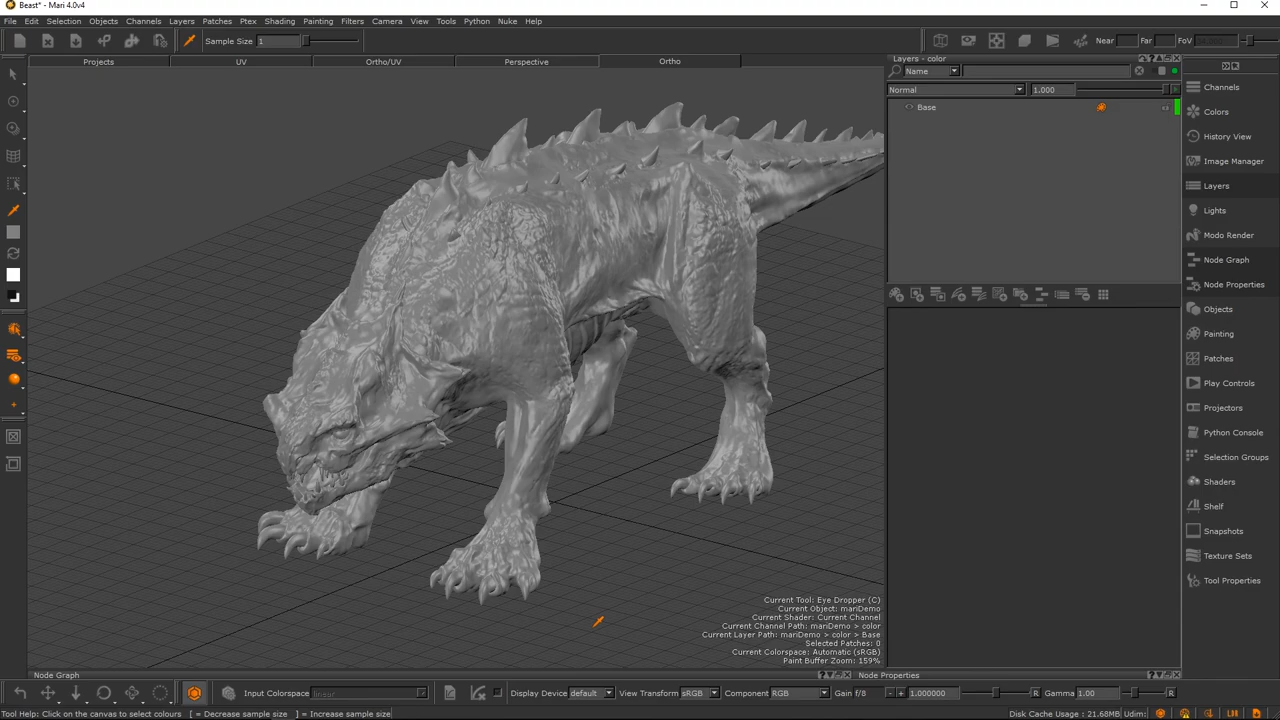 Beast* - Mari 4.0v4
File Edit Selection Objects Channels Layers Patches Ptex Shading Painting Filters Camera View Tools Python Nuke Help
Sample Size 1
Near Far FoV
Projects UV Ortho/UV Perspective Ortho
Layers - color
Name
Normal 1.000
Base
Channels
Colors
History View
Image Manager
Layers
Lights
Modo Render
Node Graph
Node Properties
Objects
Painting
Patches
Play Controls
Projectors
Python Console
Selection Groups
Shaders
Shelf
Snapshots
Texture Sets
Tool Properties
Current Tool: Eye Dropper (C)
Current Object: mariDemo
Current Shader: Current Channel
Current Channel Path: mariDemo > color
Current Layer Path: mariDemo > color > Base
Selected Patches: 0
Current Colorspace: Automatic (sRGB)
Paint Buffer Zoom: 159%
Node Graph
Node Properties
Input Colorspace linear Display Device default View Transform sRGB Component RGB Gain f/8 - + 1.000000 R Gamma 1.00 R
Tool Help: Click on the canvas to select colours [ = Decrease sample size ] = Increase sample size
Disk Cache Usage: 21.68MB Udim: